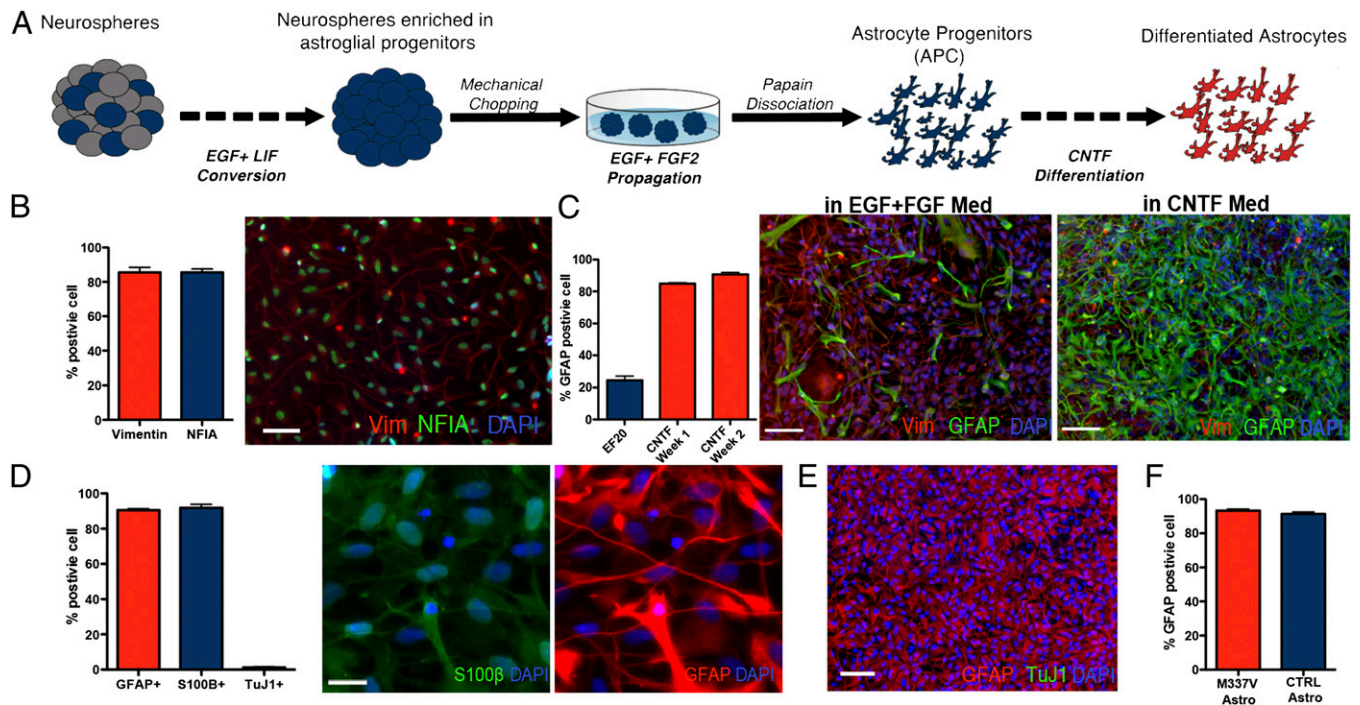 A
Neurospheres
Neurospheres enriched in
astroglial progenitors
Astrocyte Progenitors
(APC)
Differentiated Astrocytes
Mechanical
Chopping
Papain
Dissociation
EGF+ LIF
Conversion
EGF+ FGF2
Propagation
CNTF
Differentiation
B
% postivie cell
100
80
60
40
20
0
Vimentin NFIA
Vim NFIA DAPI
C
% GFAP postivie cell
100
80
60
40
20
0
EF20
CNTF
Week 1
CNTF
Week 2
in EGF+FGF Med
Vim GFAP DAPI
in CNTF Med
Vim GFAP DAPI
D
% postivie cell
100
80
60
40
20
0
GFAP+ S100B+ TuJ1+
S100β DAPI
GFAP DAPI
E
GFAP TuJ1 DAPI
F
% GFAP postivie cell
100
80
60
40
20
0
M337V
Astro
CTRL
Astro